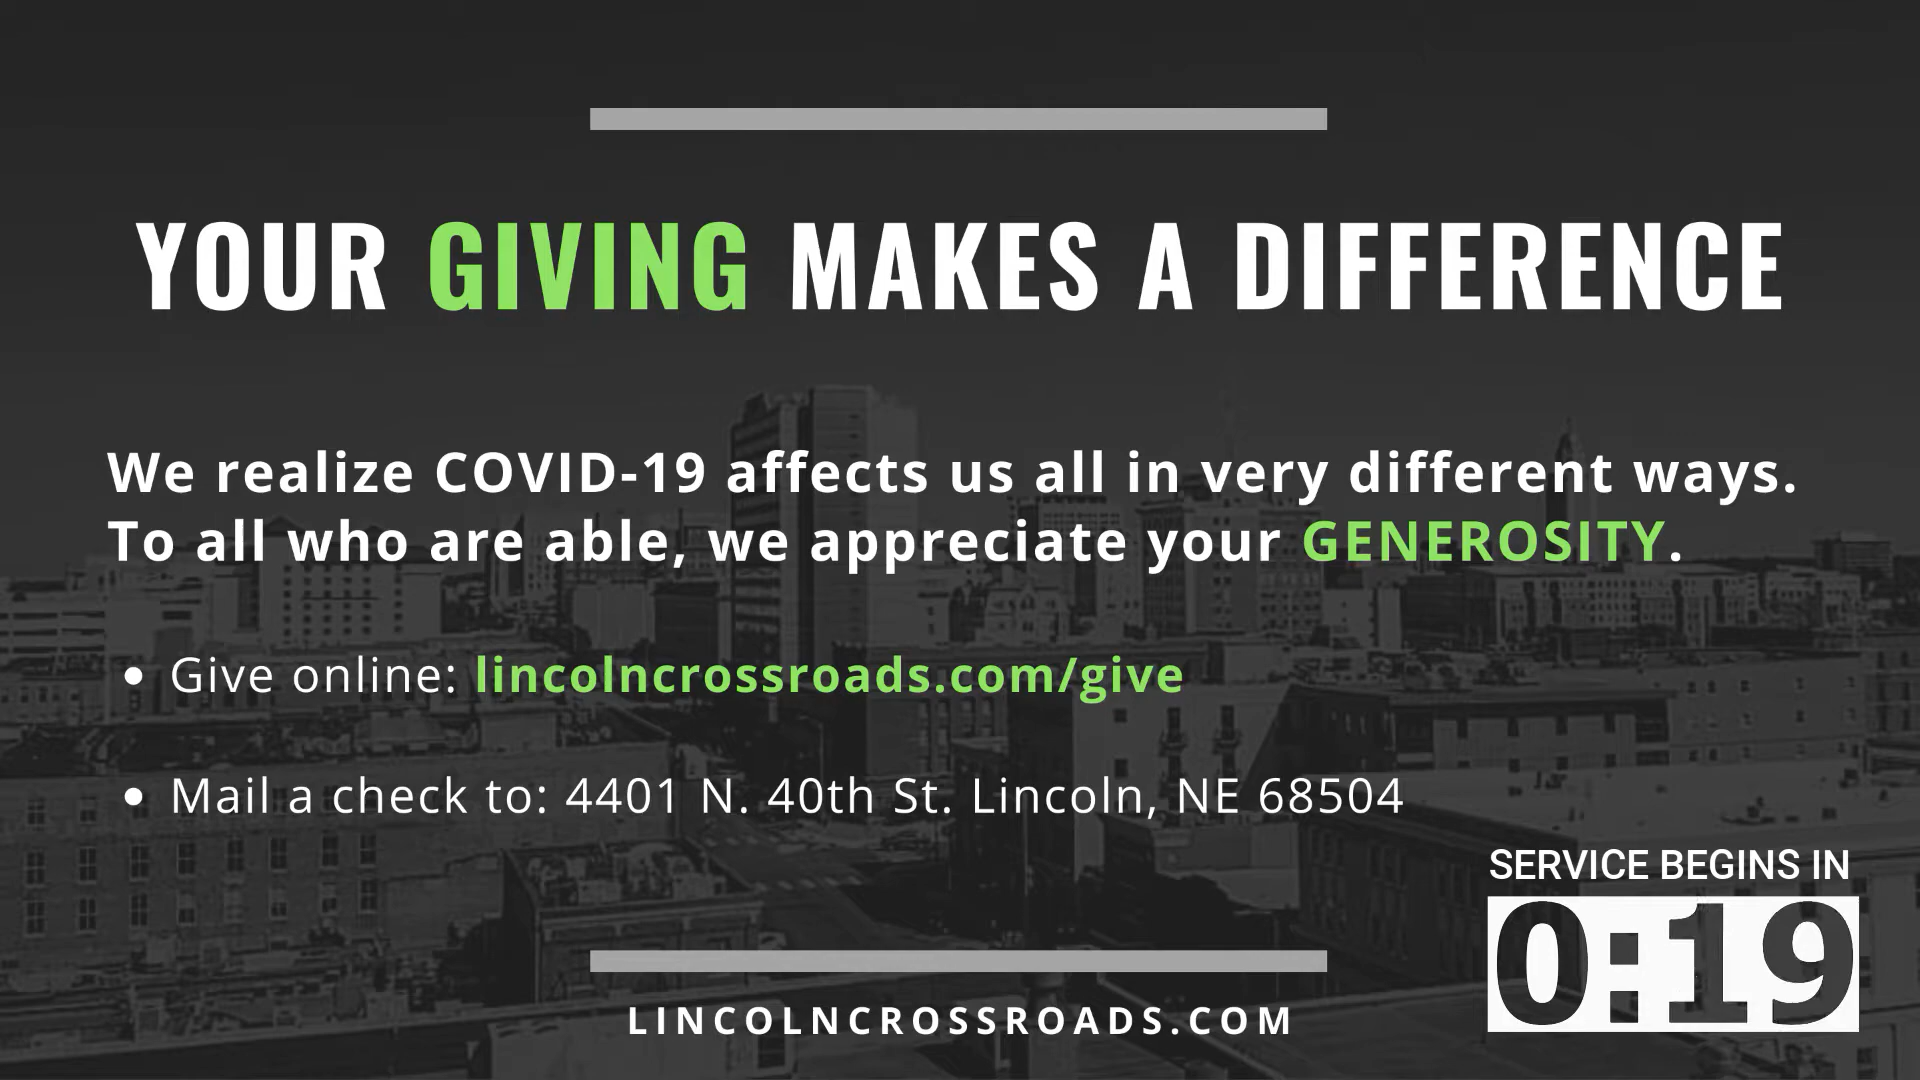 YOUR GIVING MAKES A DIFFERENCE
We realize COVID-19 affects us all in very different ways.
To all who are able, we appreciate your GENEROSITY.
• Give online: lincolncrossroads.com/give
• Mail a check to: 4401 N. 40th St. Lincoln, NE 68504
SERVICE BEGINS IN
0:19
LINCOLNCROSSROADS.COM